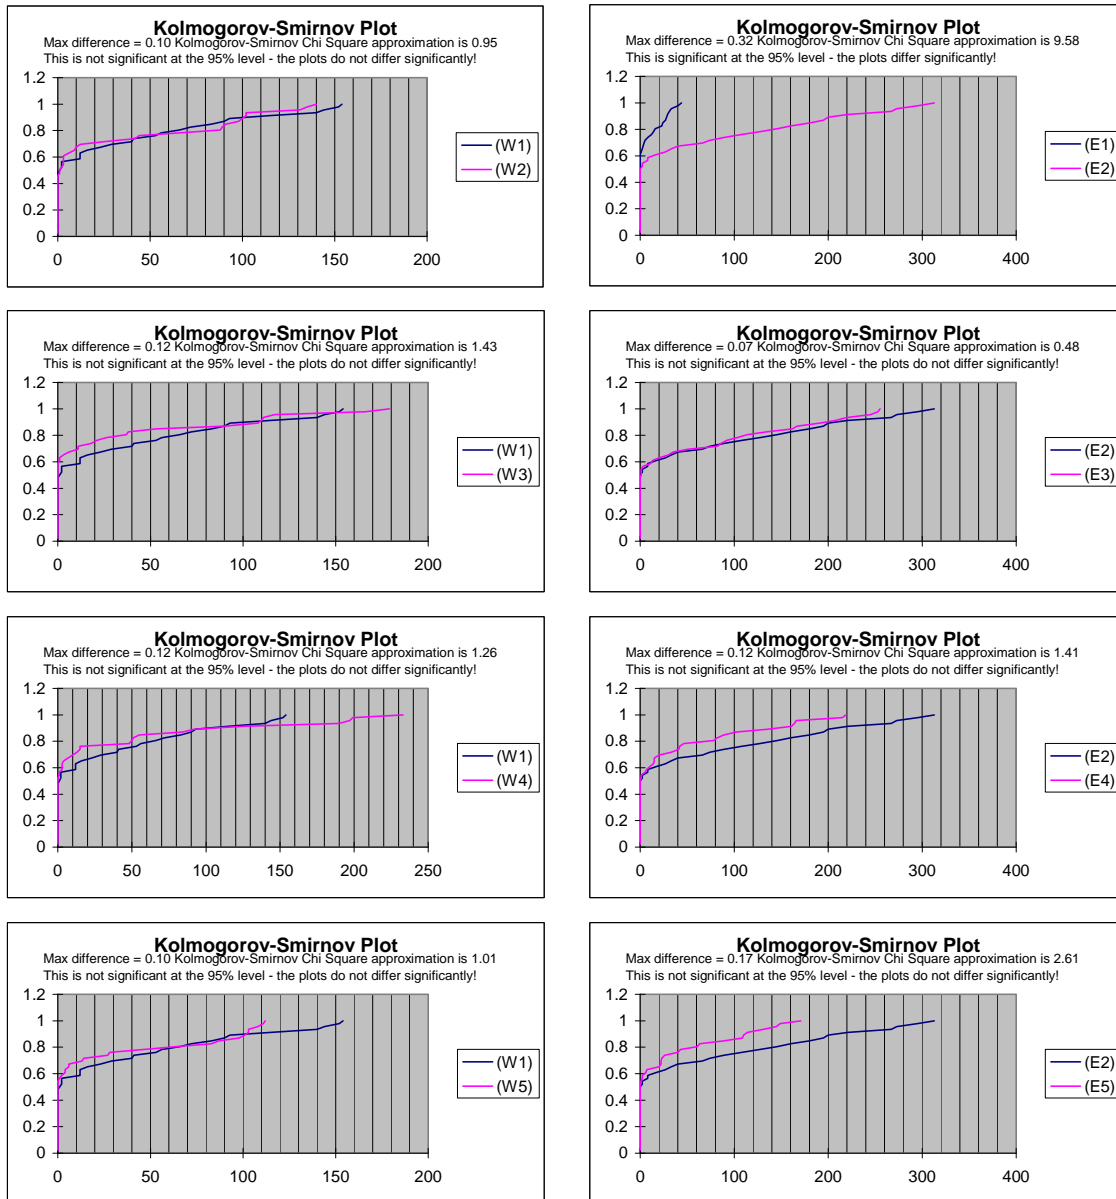 Kolmogorov-Smirnov Plot
Max difference = 0.10 Kolmogorov-Smirnov Chi Square approximation is 0.95
This is not significant at the 95% level - the plots do not differ significantly!
1.2
1
0.8
0.6
0.4
0.2
0
0 50 100 150 200
(W1)
(W2)
Kolmogorov-Smirnov Plot
Max difference = 0.32 Kolmogorov-Smirnov Chi Square approximation is 9.58
This is significant at the 95% level - the plots differ significantly!
1.2
1
0.8
0.6
0.4
0.2
0
0 100 200 300 400
(E1)
(E2)
Kolmogorov-Smirnov Plot
Max difference = 0.12 Kolmogorov-Smirnov Chi Square approximation is 1.43
This is not significant at the 95% level - the plots do not differ significantly!
1.2
1
0.8
0.6
0.4
0.2
0
0 50 100 150 200
(W1)
(W3)
Kolmogorov-Smirnov Plot
Max difference = 0.07 Kolmogorov-Smirnov Chi Square approximation is 0.48
This is not significant at the 95% level - the plots do not differ significantly!
1.2
1
0.8
0.6
0.4
0.2
0
0 100 200 300 400
(E2)
(E3)
Kolmogorov-Smirnov Plot
Max difference = 0.12 Kolmogorov-Smirnov Chi Square approximation is 1.26
This is not significant at the 95% level - the plots do not differ significantly!
1.2
1
0.8
0.6
0.4
0.2
0
0 50 100 150 200 250
(W1)
(W4)
Kolmogorov-Smirnov Plot
Max difference = 0.12 Kolmogorov-Smirnov Chi Square approximation is 1.41
This is not significant at the 95% level - the plots do not differ significantly!
1.2
1
0.8
0.6
0.4
0.2
0
0 100 200 300 400
(E2)
(E4)
Kolmogorov-Smirnov Plot
Max difference = 0.10 Kolmogorov-Smirnov Chi Square approximation is 1.01
This is not significant at the 95% level - the plots do not differ significantly!
1.2
1
0.8
0.6
0.4
0.2
0
0 50 100 150 200
(W1)
(W5)
Kolmogorov-Smirnov Plot
Max difference = 0.17 Kolmogorov-Smirnov Chi Square approximation is 2.61
This is not significant at the 95% level - the plots do not differ significantly!
1.2
1
0.8
0.6
0.4
0.2
0
0 100 200 300 400
(E2)
(E5)